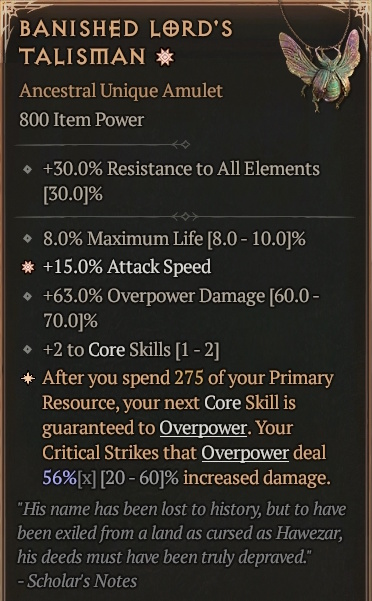 BANISHED LORD'S
TALISMAN
Ancestral Unique Amulet
800 Item Power
+30.0% Resistance to All Elements
[30.0]%
8.0% Maximum Life [8.0 - 10.0]%
+15.0% Attack Speed
+63.0% Overpower Damage [60.0 -
70.0]%
+2 to Core Skills [1 - 2]
After you spend 275 of your Primary
Resource, your next Core Skill is
guaranteed to Overpower. Your
Critical Strikes that Overpower deal
56%[x] [20 - 60]% increased damage.
"His name has been lost to history, but to have
been exiled from a land as cursed as Hawezar,
his deeds must have been truly depraved."
- Scholar's Notes